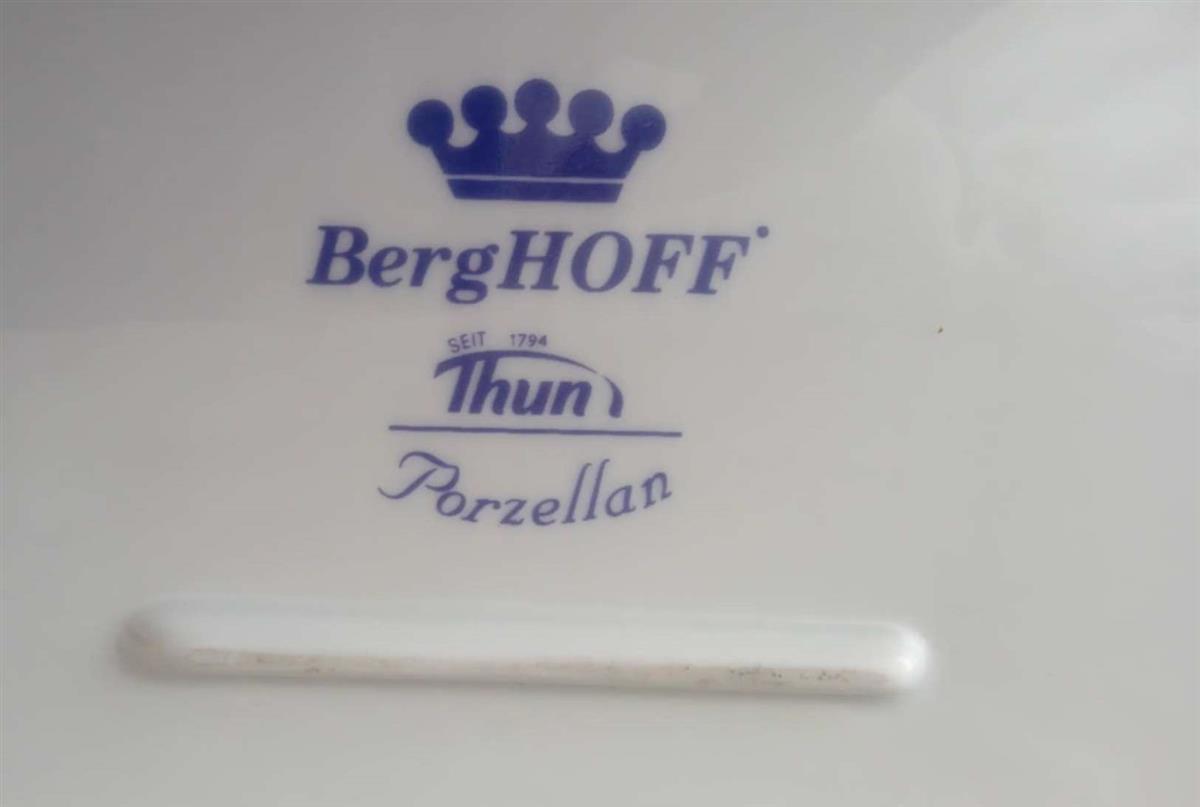 BergHOFF
SEIT 1794
Thun
Porzellan